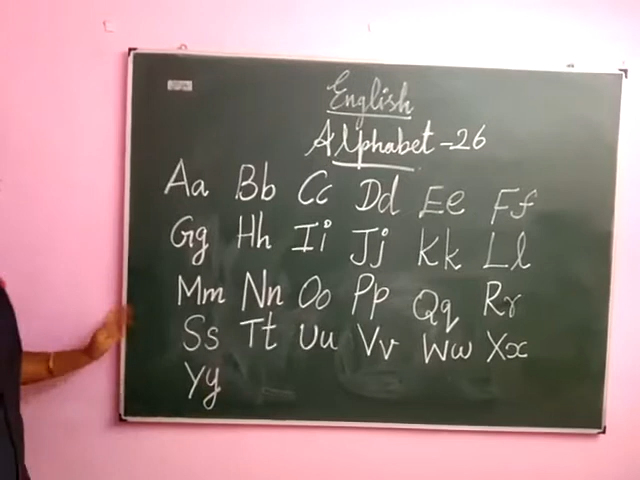 English
Alphabet - 26
Aa Bb Cc Dd Ee Ff
Gg Hh Ii Jj Kk Ll
Mm Nn Oo Pp Qq Rr
Ss Tt Uu Vv Ww Xx
Yy